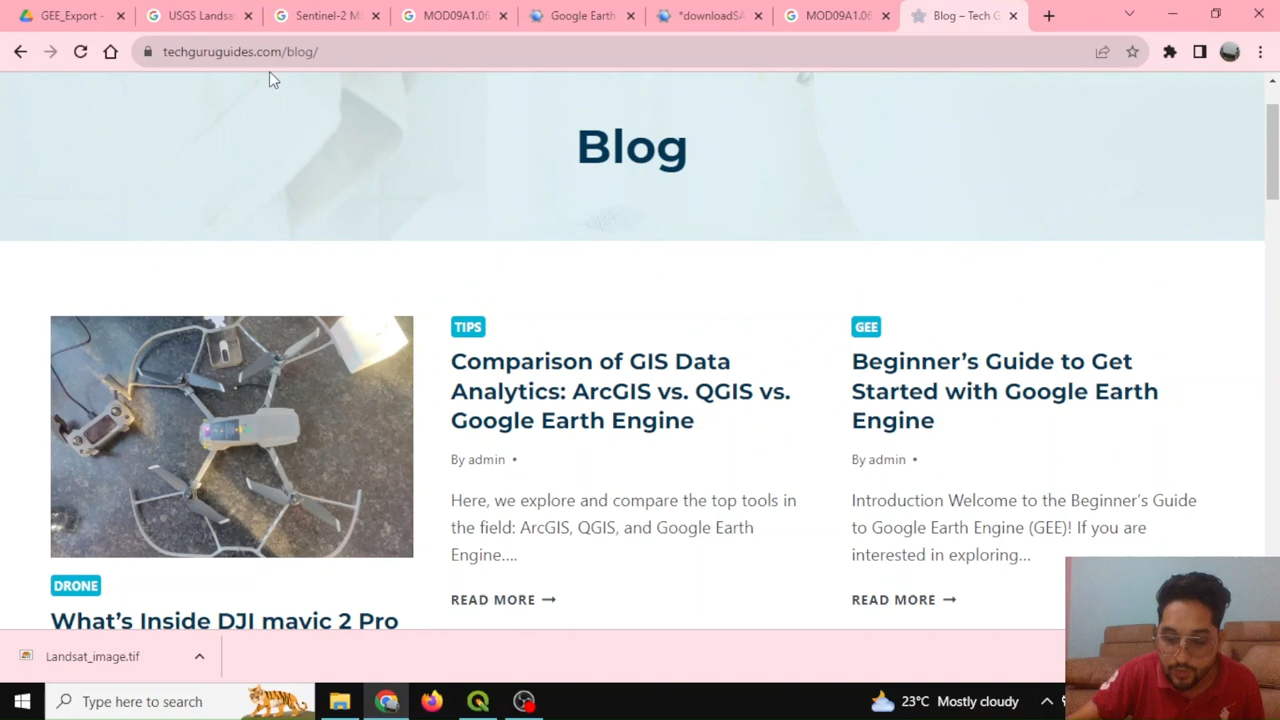 GEE_Export -
USGS Landsa
Sentinel-2 M
MOD09A1.06
Google Earth
*downloadSA
MOD09A1.06
Blog – Tech G
techguruguides.com/blog/
Blog
TIPS
Comparison of GIS Data
Analytics: ArcGIS vs. QGIS vs.
Google Earth Engine
By admin •
Here, we explore and compare the top tools in
the field: ArcGIS, QGIS, and Google Earth
Engine....
READ MORE →
GEE
Beginner's Guide to Get
Started with Google Earth
Engine
By admin •
Introduction Welcome to the Beginner's Guide
to Google Earth Engine (GEE)! If you are
interested in exploring...
READ MORE →
DRONE
What's Inside DJI mavic 2 Pro
Landsat_image.tif
Type here to search
23°C Mostly cloudy